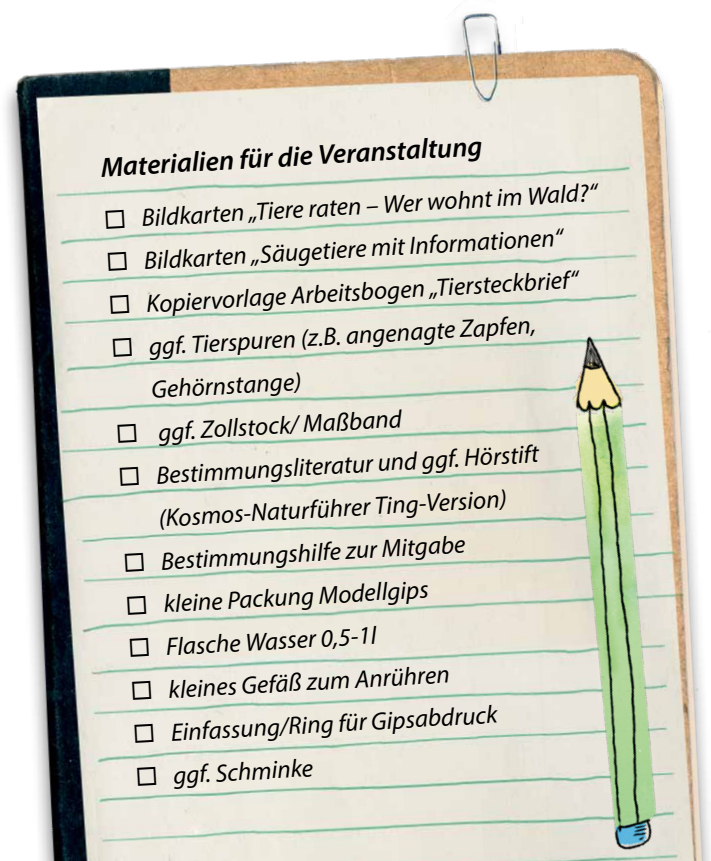 Materialien für die Veranstaltung
☐ Bildkarten „Tiere raten – Wer wohnt im Wald?“
☐ Bildkarten „Säugetiere mit Informationen“
☐ Kopiervorlage Arbeitsbogen „Tiersteckbrief“
☐ ggf. Tierspuren (z.B. angenagte Zapfen,
Gehörnstange)
☐ ggf. Zollstock/ Maßband
☐ Bestimmungsliteratur und ggf. Hörstift
(Kosmos-Naturführer Ting-Version)
☐ Bestimmungshilfe zur Mitgabe
☐ kleine Packung Modellgips
☐ Flasche Wasser 0,5-1l
☐ kleines Gefäß zum Anrühren
☐ Einfassung/Ring für Gipsabdruck
☐ ggf. Schminke